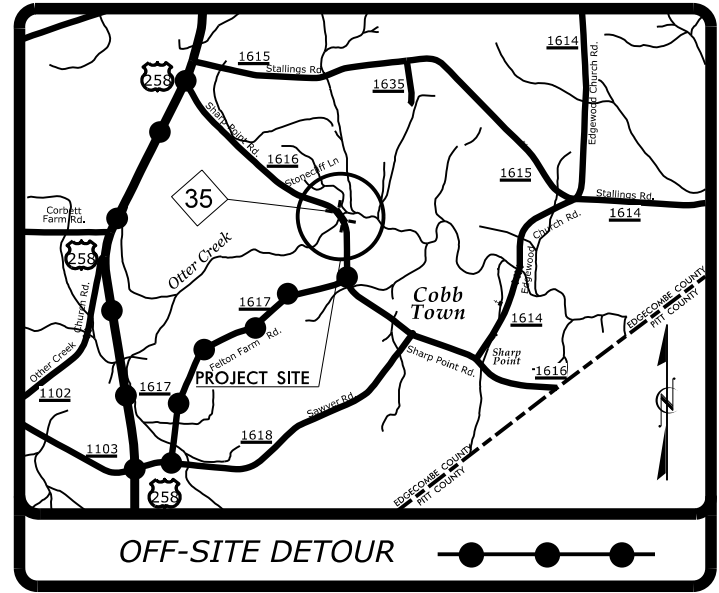 1615
Stallings Rd.
1614
Edgewood Church Rd.
258
1635
Sharp Point Rd.
1616
Stonecliff Ln
1615
35
Stallings Rd.
1614
Corbett
Farm Rd.
Church Rd.
Edgewood
258
Otter Creek
EDGECOMBE COUNTY
PITT COUNTY
Cobb
Town
1617
1614
Church Rd.
Other Creek
Felton Farm Rd.
Sharp Point Rd.
Sharp
Point
1616
PROJECT SITE
1617
1102
Sawyer Rd.
1618
1103
258
EDGECOMBE COUNTY
PITT COUNTY
N
OFF-SITE DETOUR